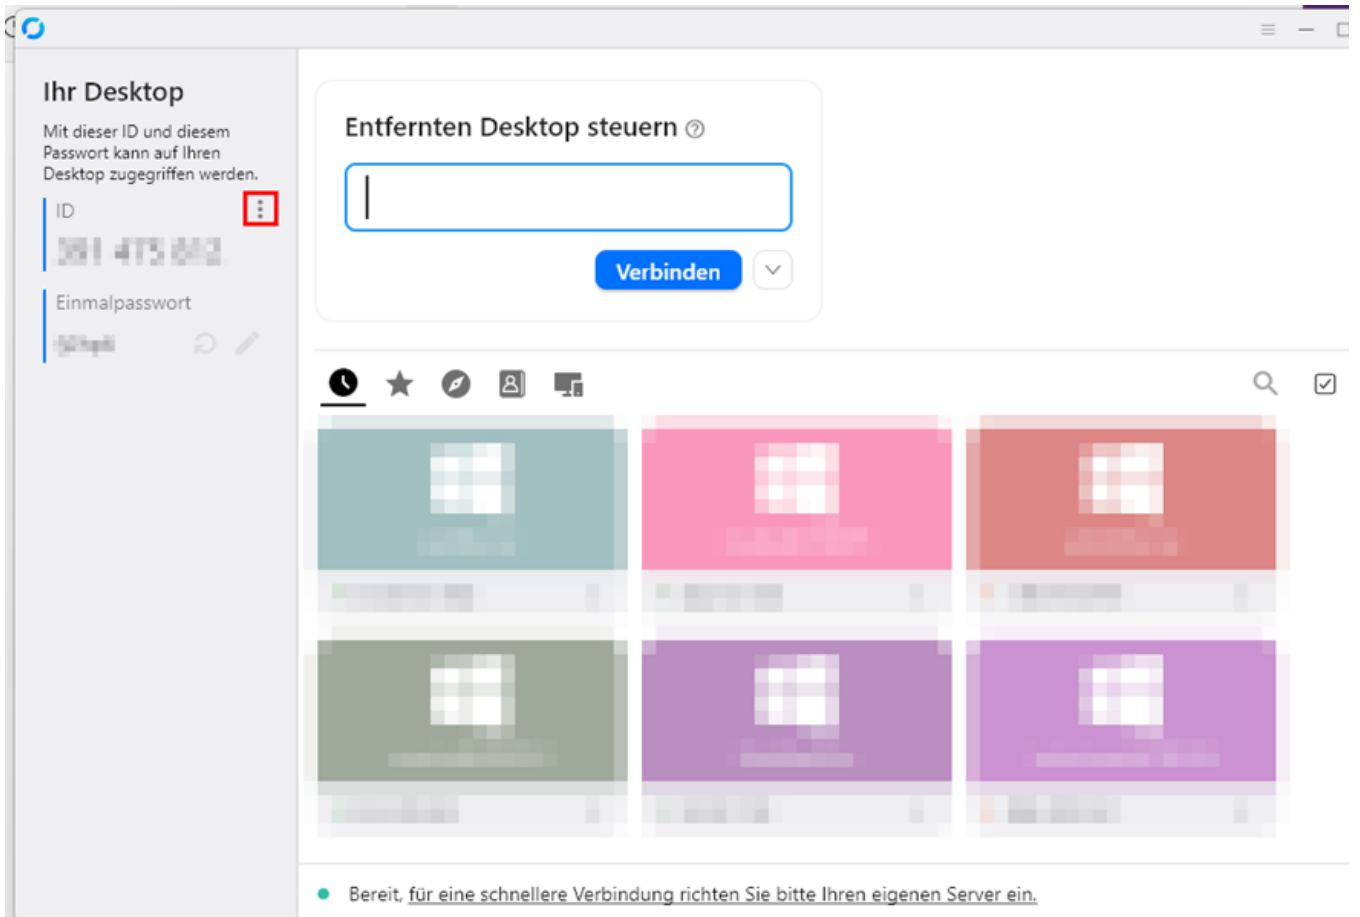 Ihr Desktop
Mit dieser ID und diesem
Passwort kann auf Ihren
Desktop zugegriffen werden.
ID
Einmalpasswort
Entfernten Desktop steuern
Verbinden
Bereit, für eine schnellere Verbindung richten Sie bitte Ihren eigenen Server ein.